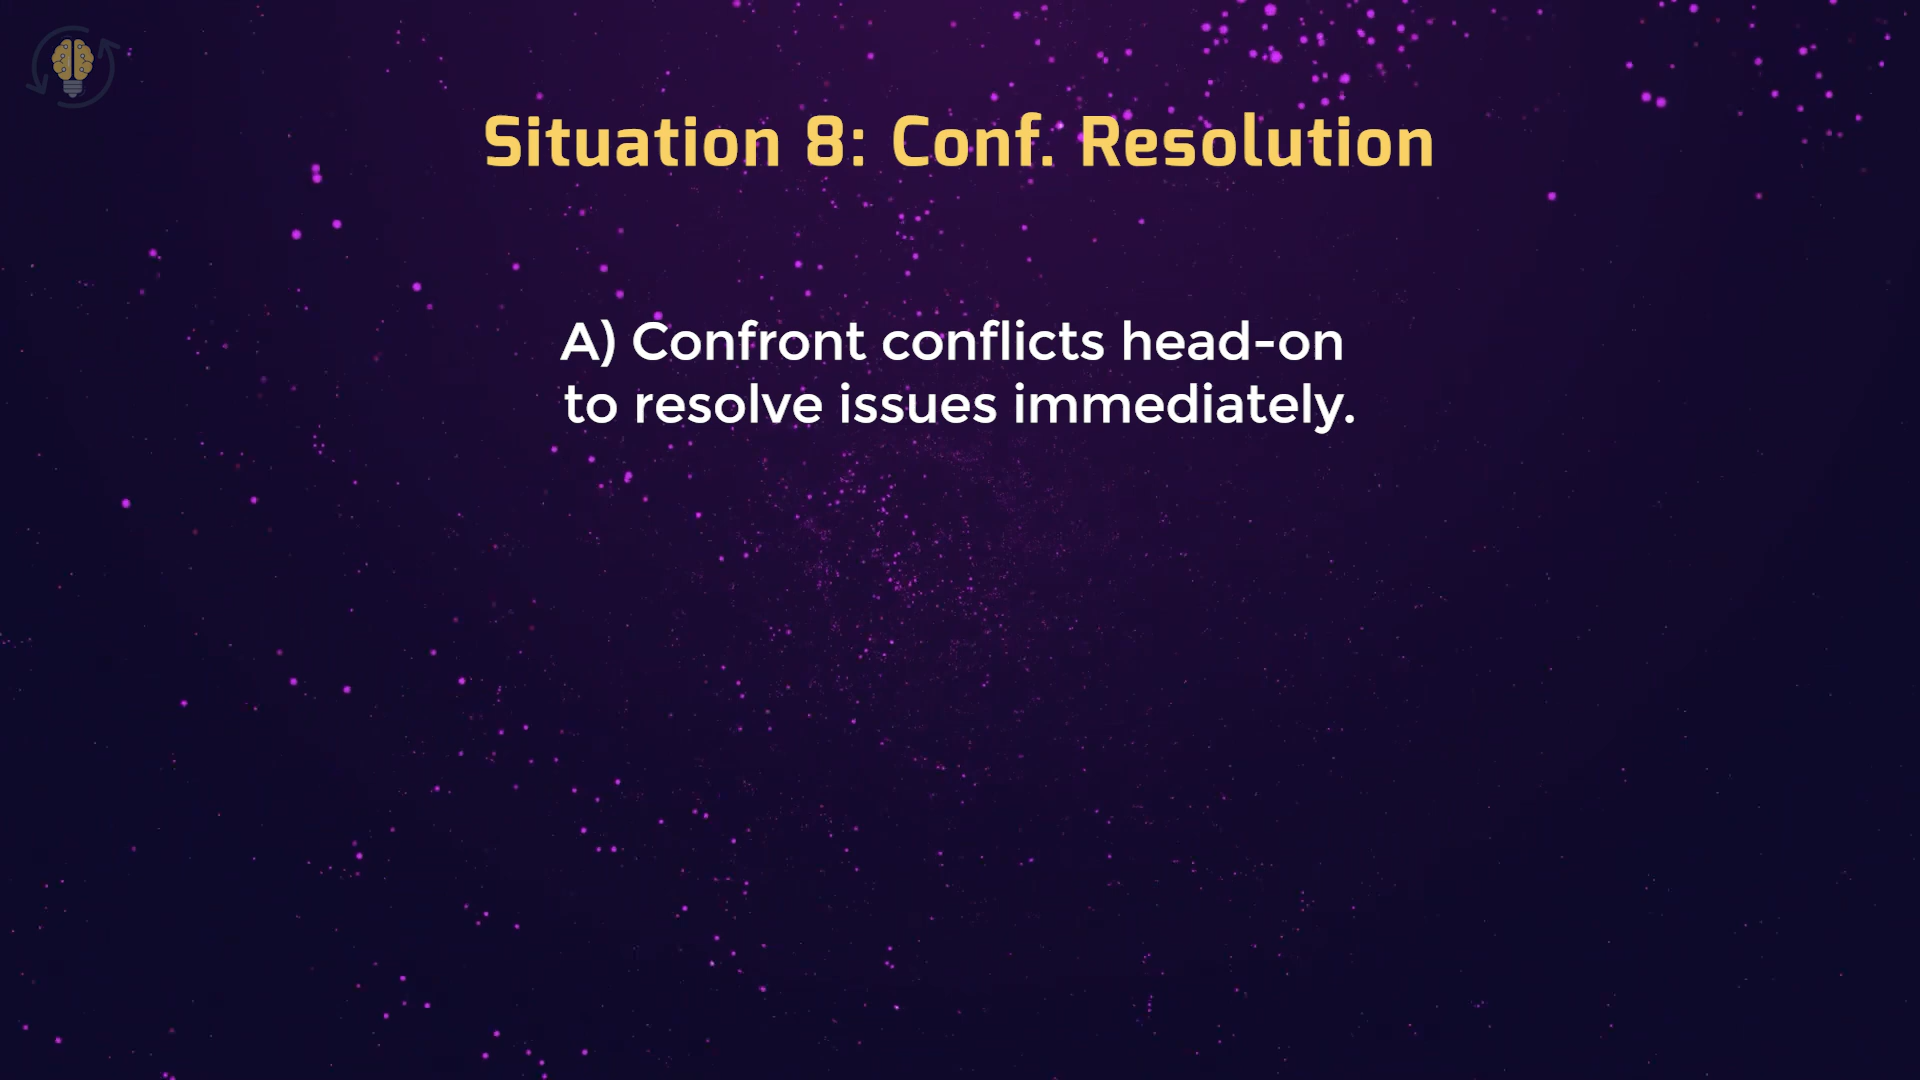 Situation 8: Conf. Resolution
A) Confront conflicts head-on
to resolve issues immediately.